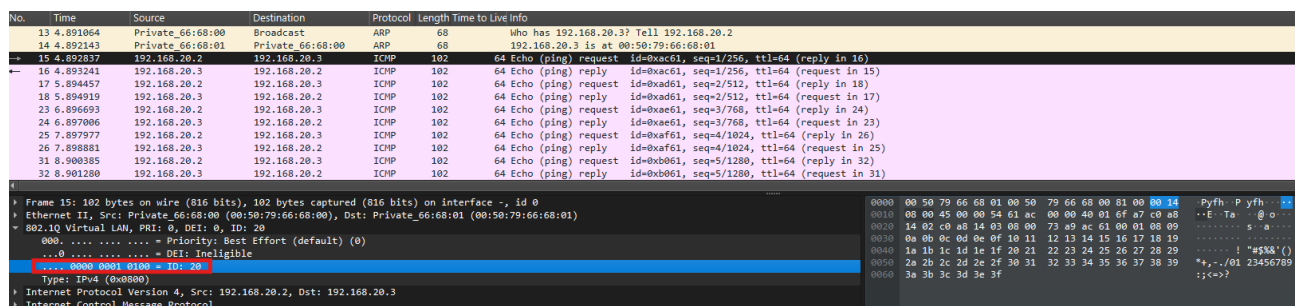 No. Time Source Destination Protocol Length Time to Live Info
13 4.891064 Private_66:68:00 Broadcast ARP 68 Who has 192.168.20.3? Tell 192.168.20.2
14 4.892143 Private_66:68:01 Private_66:68:00 ARP 68 192.168.20.3 is at 00:50:79:66:68:01
15 4.892837 192.168.20.2 192.168.20.3 ICMP 102 64 Echo (ping) request id=0xac61, seq=1/256, ttl=64 (reply in 16)
16 4.893241 192.168.20.3 192.168.20.2 ICMP 102 64 Echo (ping) reply id=0xac61, seq=1/256, ttl=64 (request in 15)
17 5.894457 192.168.20.2 192.168.20.3 ICMP 102 64 Echo (ping) request id=0xad61, seq=2/512, ttl=64 (reply in 18)
18 5.894919 192.168.20.3 192.168.20.2 ICMP 102 64 Echo (ping) reply id=0xad61, seq=2/512, ttl=64 (request in 17)
23 6.896693 192.168.20.2 192.168.20.3 ICMP 102 64 Echo (ping) request id=0xae61, seq=3/768, ttl=64 (reply in 24)
24 6.897006 192.168.20.3 192.168.20.2 ICMP 102 64 Echo (ping) reply id=0xae61, seq=3/768, ttl=64 (request in 23)
25 7.897977 192.168.20.2 192.168.20.3 ICMP 102 64 Echo (ping) request id=0xaf61, seq=4/1024, ttl=64 (reply in 26)
26 7.898881 192.168.20.3 192.168.20.2 ICMP 102 64 Echo (ping) reply id=0xaf61, seq=4/1024, ttl=64 (request in 25)
31 8.900385 192.168.20.2 192.168.20.3 ICMP 102 64 Echo (ping) request id=0xb061, seq=5/1280, ttl=64 (reply in 32)
32 8.901280 192.168.20.3 192.168.20.2 ICMP 102 64 Echo (ping) reply id=0xb061, seq=5/1280, ttl=64 (request in 31)
Frame 15: 102 bytes on wire (816 bits), 102 bytes captured (816 bits) on interface -, id 0
Ethernet II, Src: Private_66:68:00 (00:50:79:66:68:00), Dst: Private_66:68:01 (00:50:79:66:68:01)
802.1Q Virtual LAN, PRI: 0, DEI: 0, ID: 20
000. .... .... .... = Priority: Best Effort (default) (0)
...0 .... .... .... = DEI: Ineligible
.... 0000 0001 0100 = ID: 20
Type: IPv4 (0x0800)
Internet Protocol Version 4, Src: 192.168.20.2, Dst: 192.168.20.3
Internet Control Message Protocol
0000 00 50 79 66 68 01 00 50 79 66 68 00 81 00 00 14 ·Pyfh··P yfh·····
0010 08 00 45 00 00 54 61 ac 00 00 40 01 6f a7 c0 a8 ··E··Ta· ··@·o···
0020 14 02 c0 a8 14 03 08 00 73 a9 ac 61 00 01 08 09 ········ s··a····
0030 0a 0b 0c 0d 0e 0f 10 11 12 13 14 15 16 17 18 19 ········ ········
0040 1a 1b 1c 1d 1e 1f 20 21 22 23 24 25 26 27 28 29 ······ ! "#$%&'()
0050 2a 2b 2c 2d 2e 2f 30 31 32 33 34 35 36 37 38 39 *+,-./01 23456789
0060 3a 3b 3c 3d 3e 3f :;<=>?